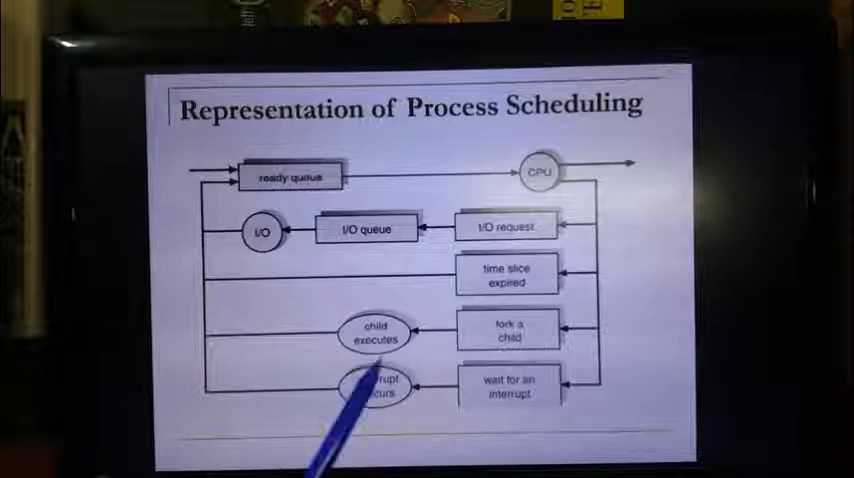 Representation of Process Scheduling
ready queue
CPU
I/O
I/O queue
I/O request
time slice
expired
child
executes
fork a
child
wait for an
interrupt